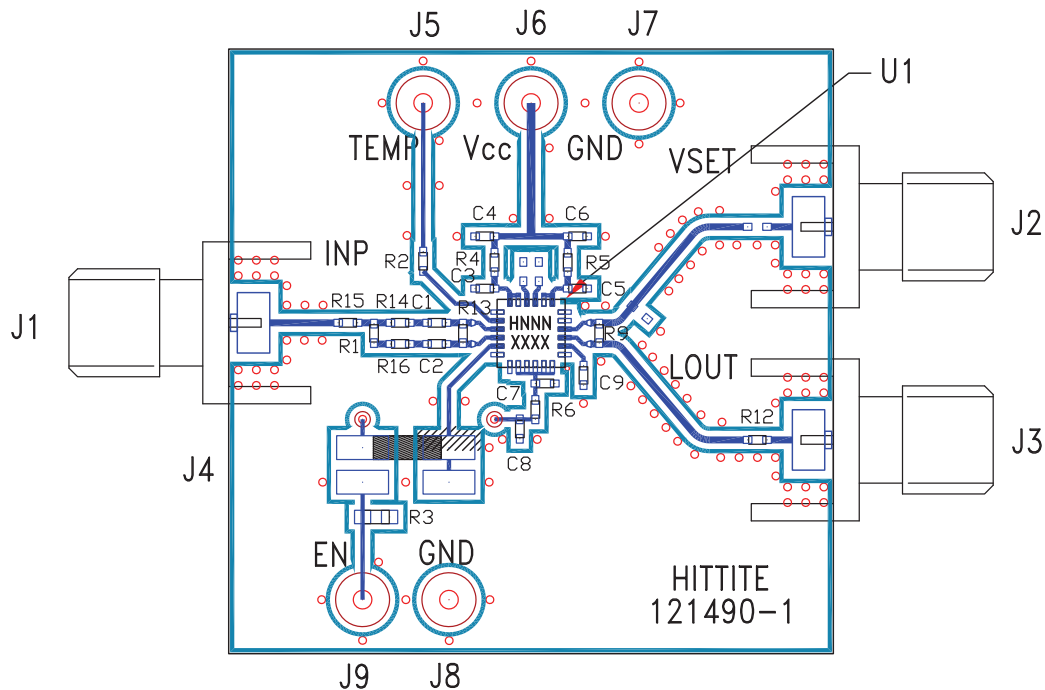 J5
J6
J7
U1
TEMP
Vcc
GND
VSET
J2
C4
C6
INP
R2
R4
R5
C3
C5
J1
R15
R14
C1
R13
HNNN
XXXX
R9
R1
R16
C2
LOUT
C7
C9
R6
R12
J3
C8
J4
R3
EN
GND
HITTITE
121490-1
J9
J8